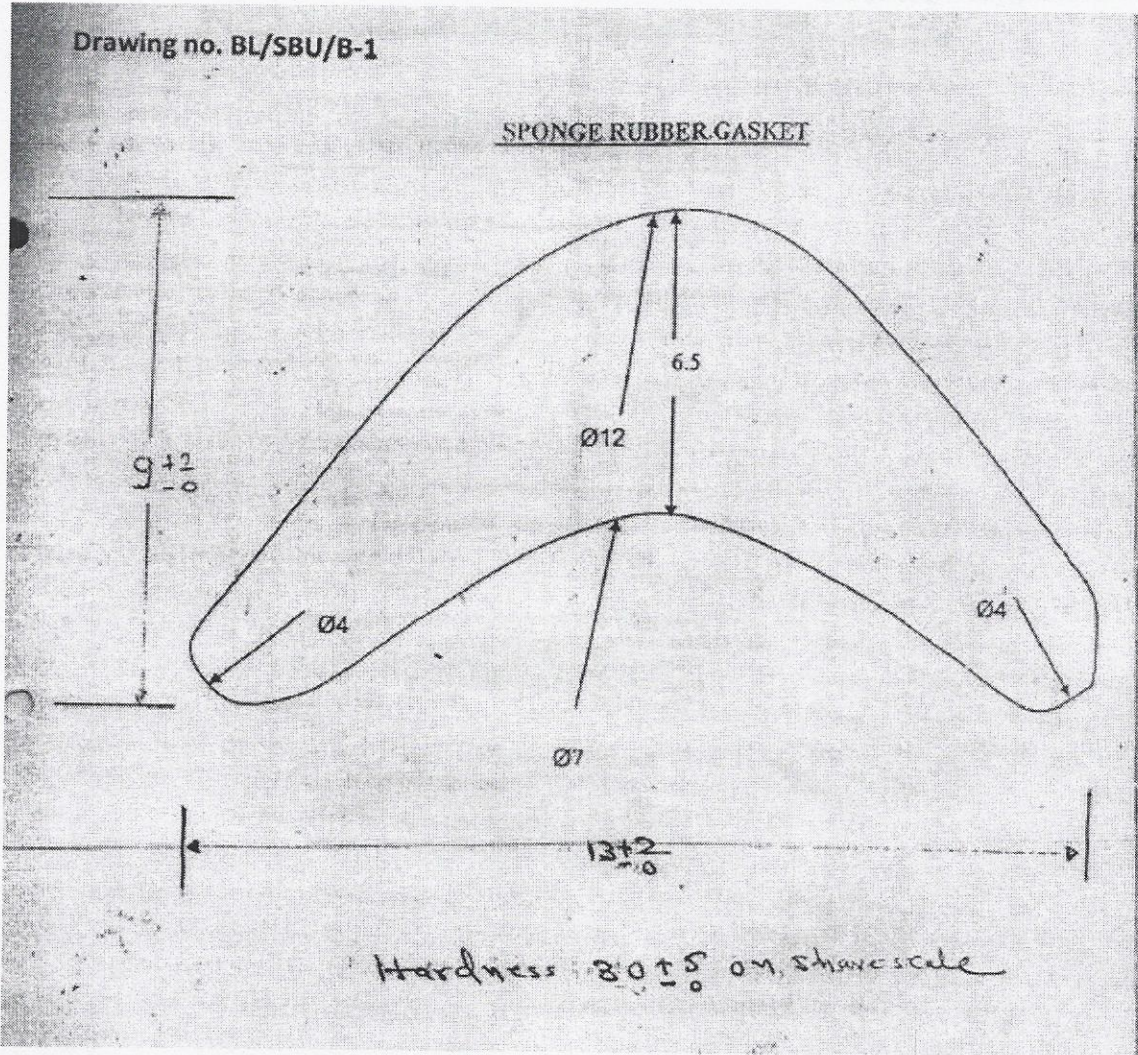 Drawing no. BL/SBU/B-1
SPONGE RUBBER GASKET
6.5
Ø12
9 +2 -0
Ø4
Ø4
Ø7
13 +2 -0
Hardness : 30 +5 -0 on shore scale